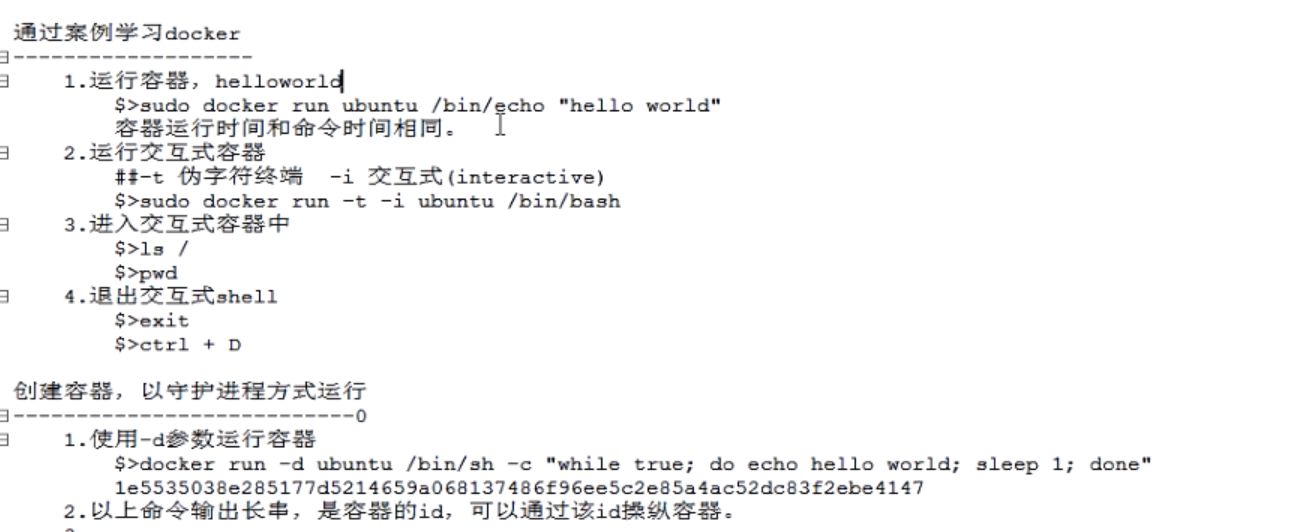 通过案例学习docker
-------------------
1.运行容器，helloworld
$>sudo docker run ubuntu /bin/echo "hello world"
容器运行时间和命令时间相同。
2.运行交互式容器
##-t 伪字符终端  -i 交互式(interactive)
$>sudo docker run -t -i ubuntu /bin/bash
3.进入交互式容器中
$>ls /
$>pwd
4.退出交互式shell
$>exit
$>ctrl + D
创建容器，以守护进程方式运行
---------------------------0
1.使用-d参数运行容器
$>docker run -d ubuntu /bin/sh -c "while true; do echo hello world; sleep 1; done"
1e5535038e285177d5214659a068137486f96ee5c2e85a4ac52dc83f2ebe4147
2.以上命令输出长串，是容器的id，可以通过该id操纵容器。